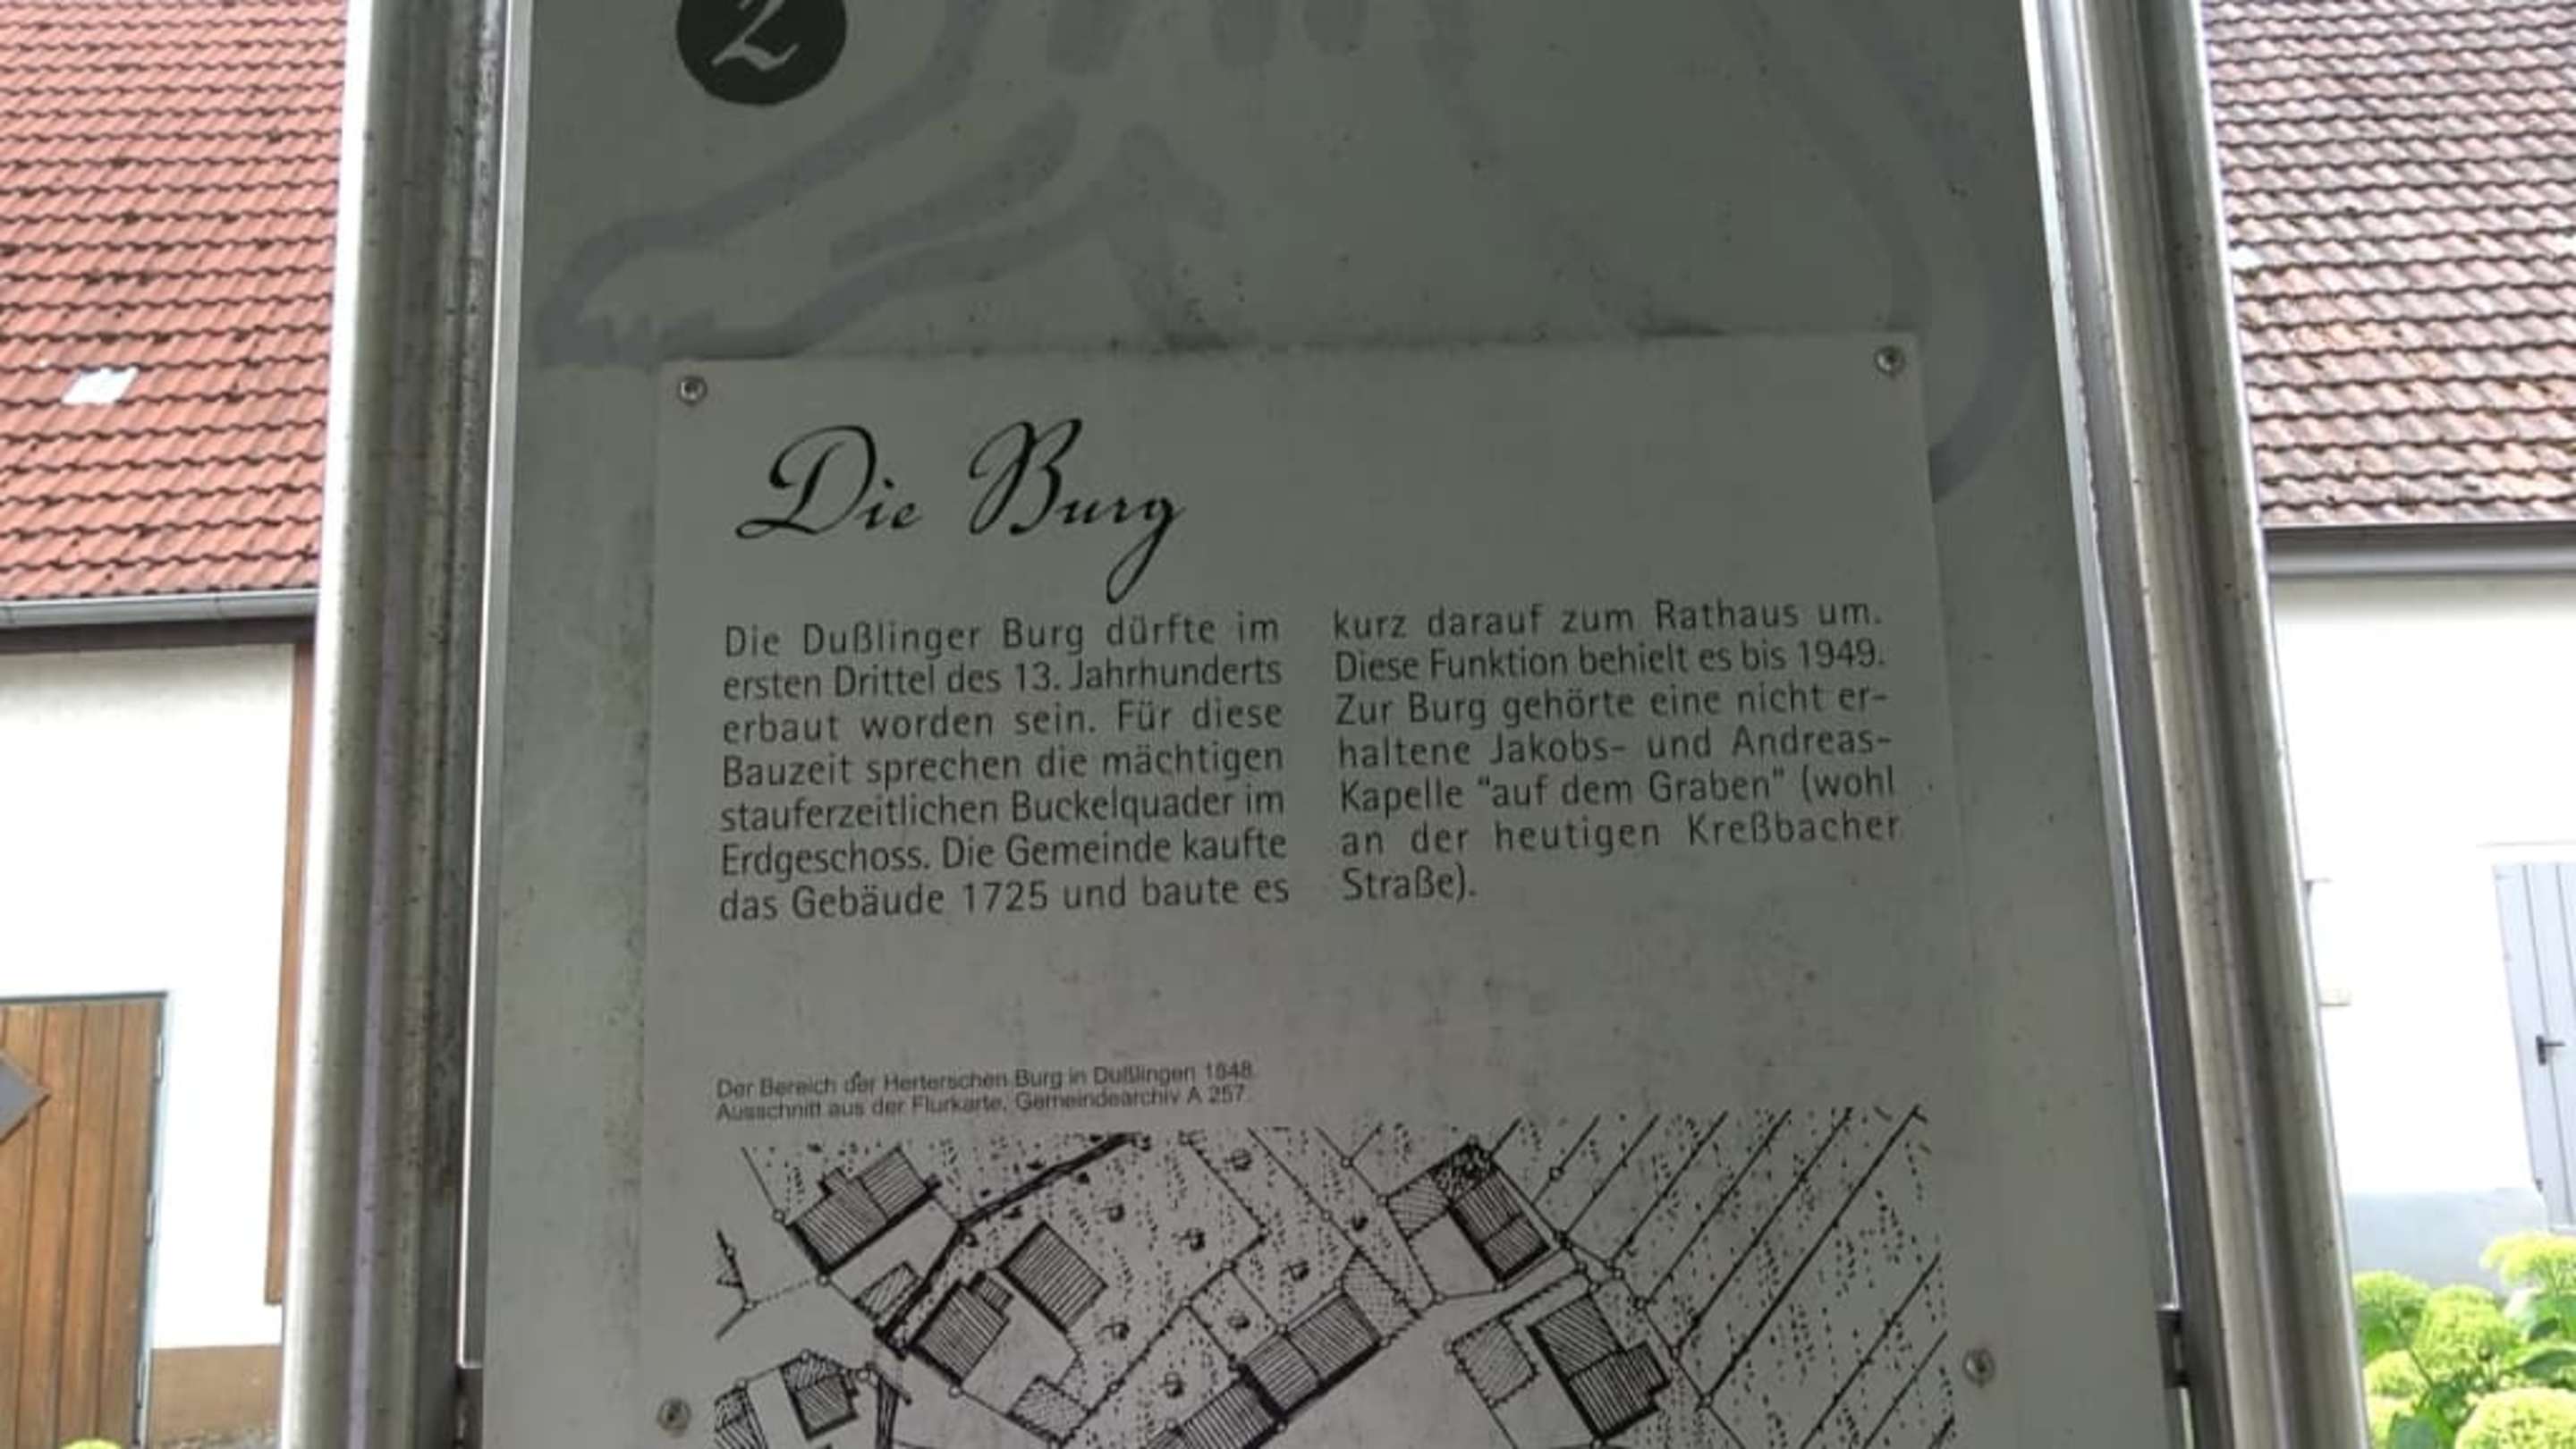 2
Die Burg
Die Dußlinger Burg dürfte im
ersten Drittel des 13. Jahrhunderts
erbaut worden sein. Für diese
Bauzeit sprechen die mächtigen
stauferzeitlichen Buckelquader im
Erdgeschoss. Die Gemeinde kaufte
das Gebäude 1725 und baute es
kurz darauf zum Rathaus um.
Diese Funktion behielt es bis 1949.
Zur Burg gehörte eine nicht er-
haltene Jakobs- und Andreas-
Kapelle "auf dem Graben" (wohl
an der heutigen Kreßbacher
Straße).
Der Bereich der Herterschen Burg in Dußlingen 1848.
Ausschnitt aus der Flurkarte, Gemeindearchiv A 257.